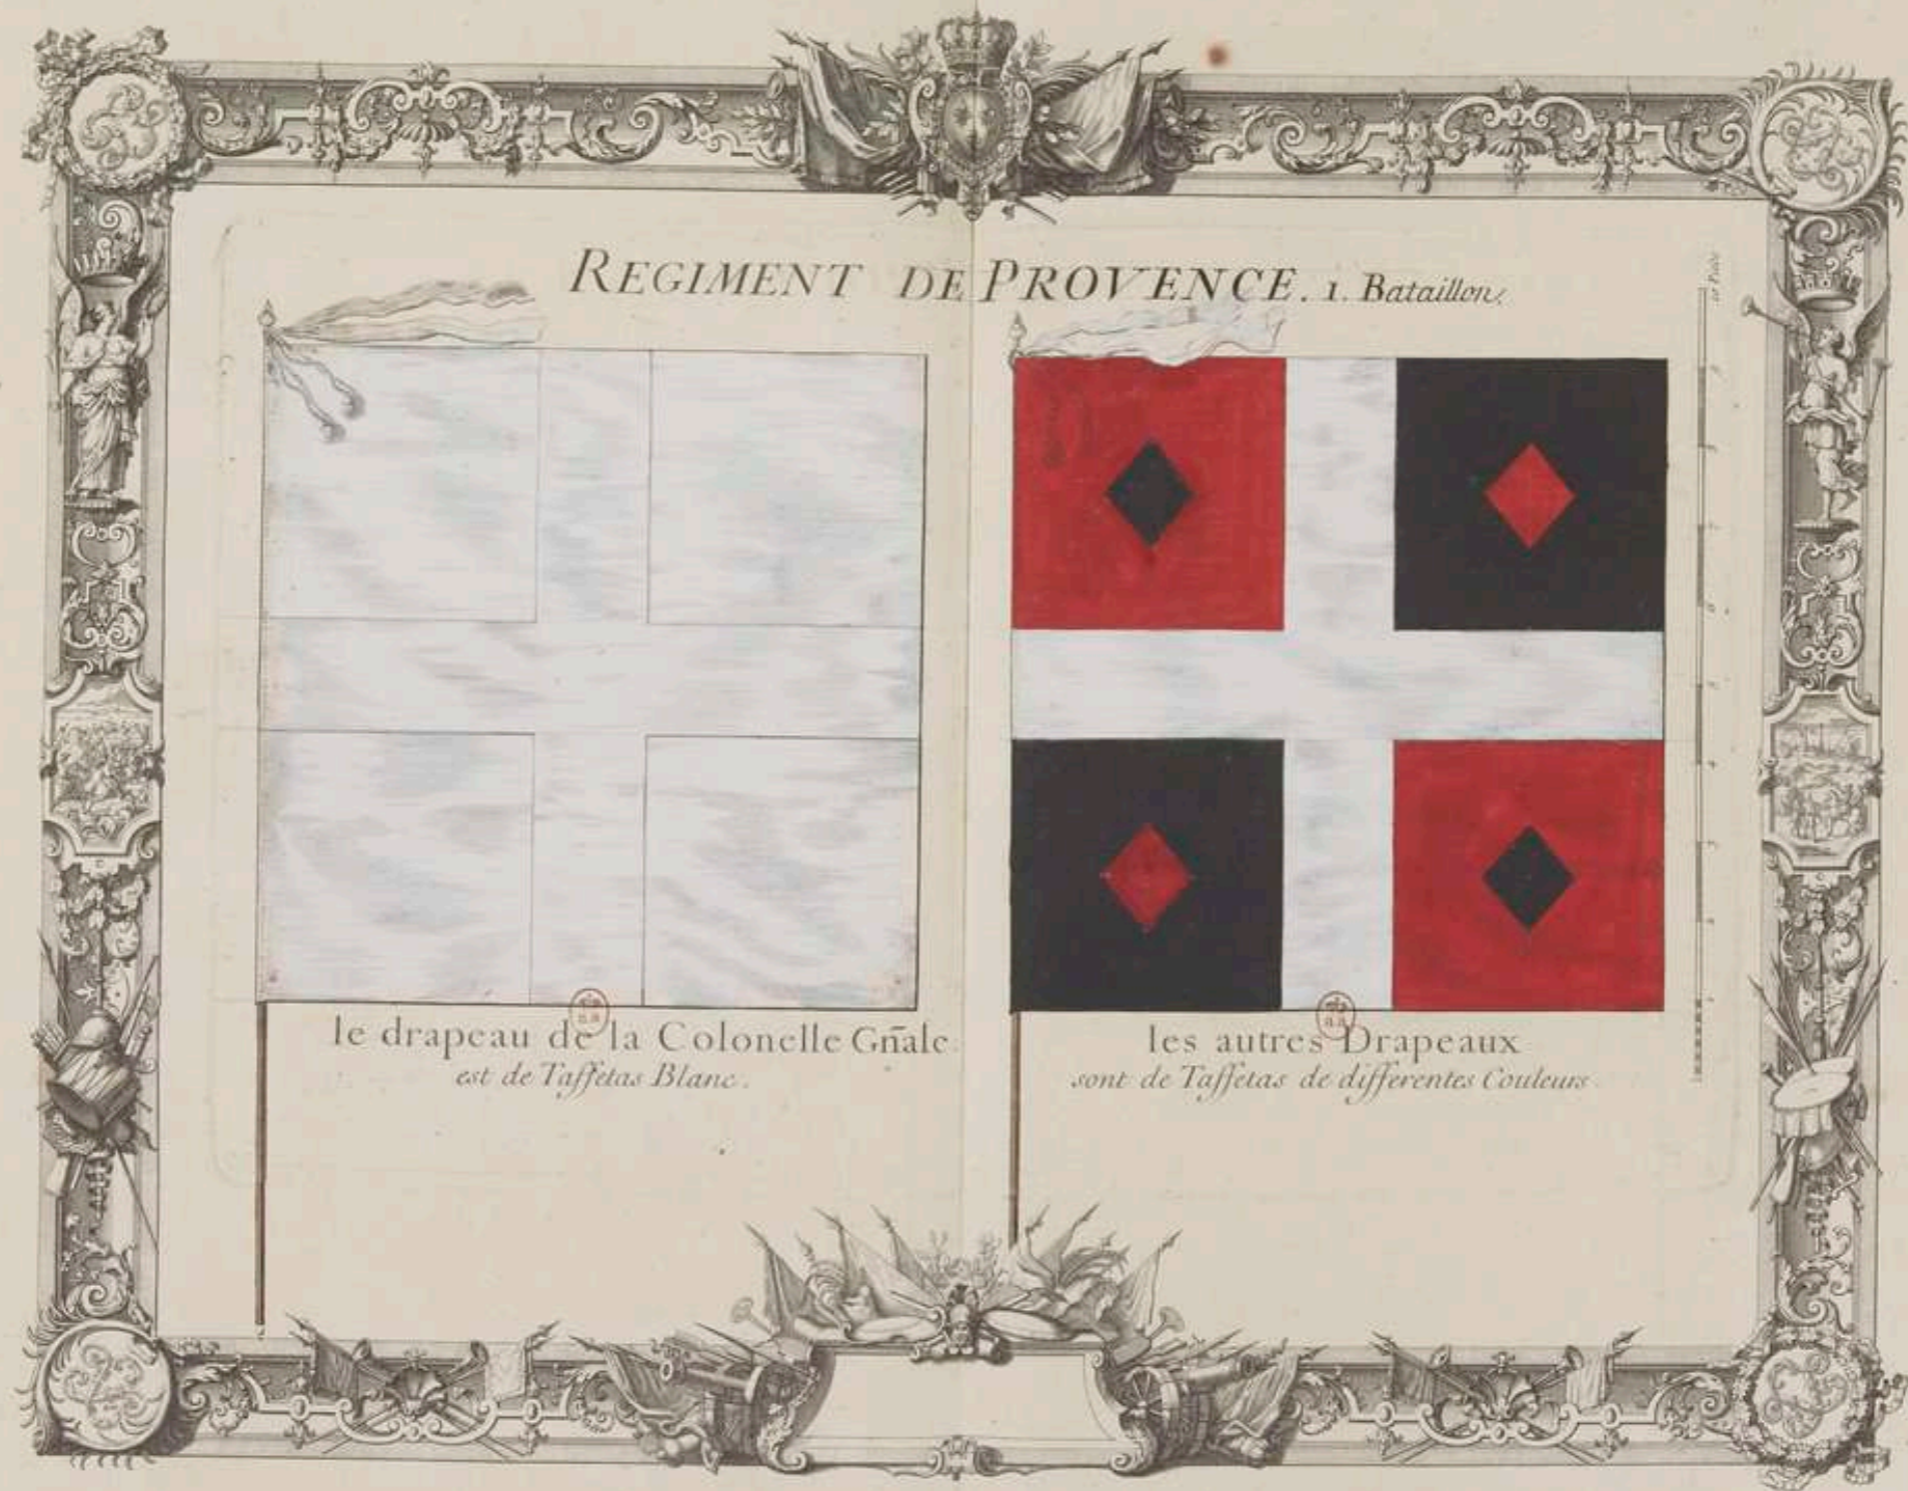 REGIMENT DE PROVENCE. 1. Bataillon.
le drapeau de la Colonelle Gñale
est de Taffetas Blanc.
les autres Drapeaux
sont de Taffetas de differentes Couleurs.